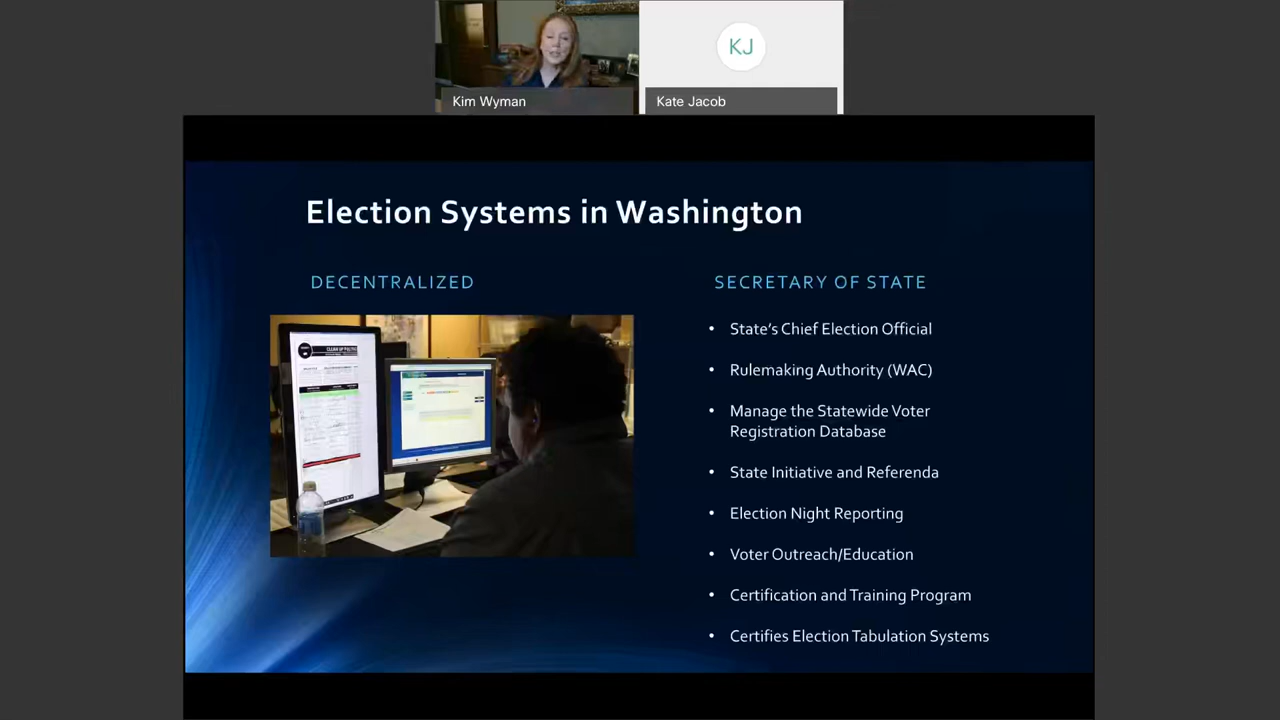 Kim Wyman
KJ
Kate Jacob
Election Systems in Washington
DECENTRALIZED
SECRETARY OF STATE
• State's Chief Election Official
• Rulemaking Authority (WAC)
• Manage the Statewide Voter
Registration Database
• State Initiative and Referenda
• Election Night Reporting
• Voter Outreach/Education
• Certification and Training Program
• Certifies Election Tabulation Systems